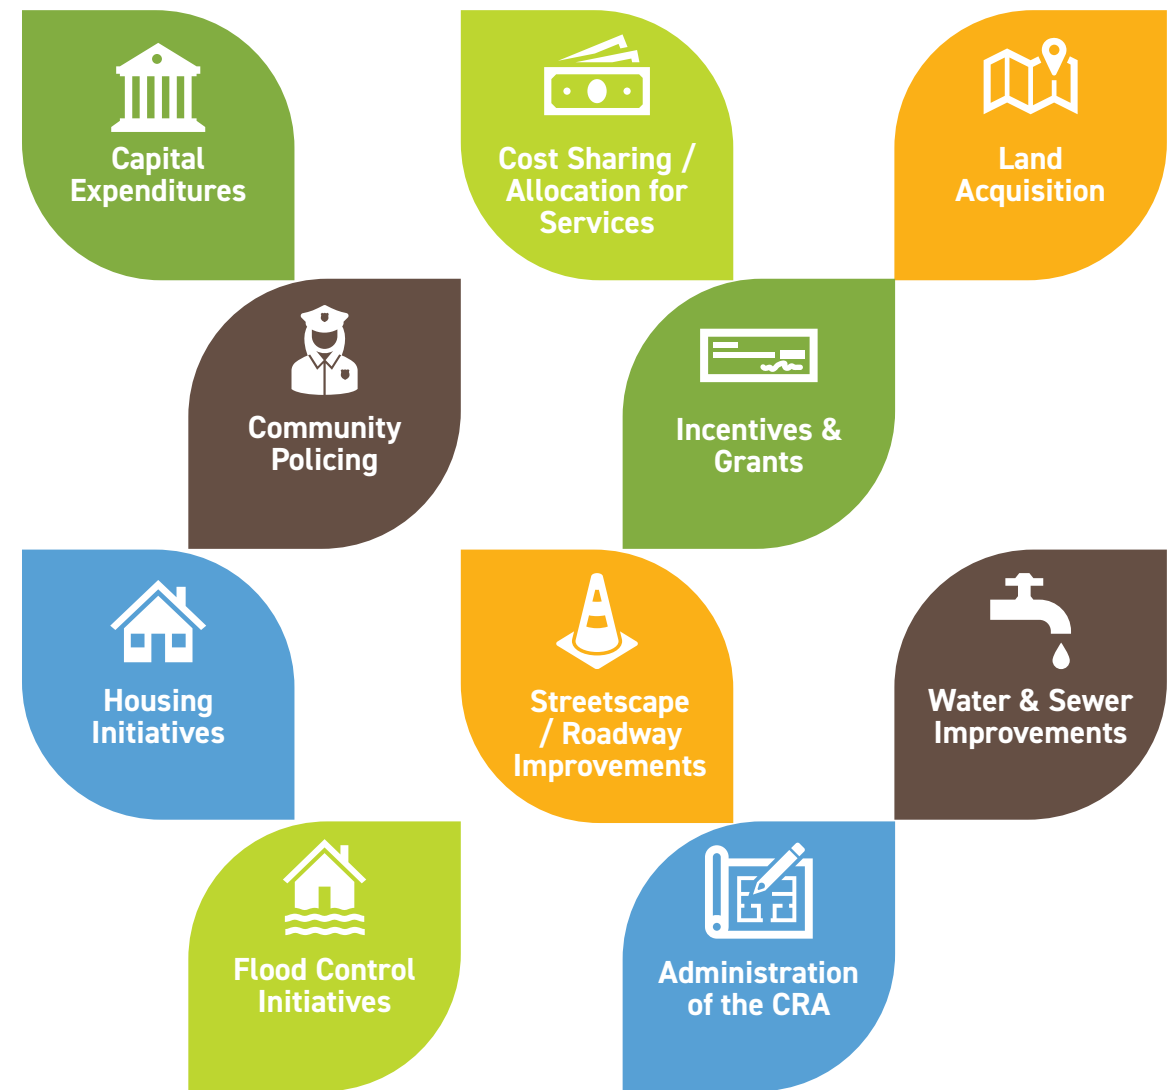 Capital
Expenditures
Cost Sharing /
Allocation for
Services
Land
Acquisition
Community
Policing
Incentives &
Grants
Housing
Initiatives
Streetscape
/ Roadway
Improvements
Water & Sewer
Improvements
Flood Control
Initiatives
Administration
of the CRA